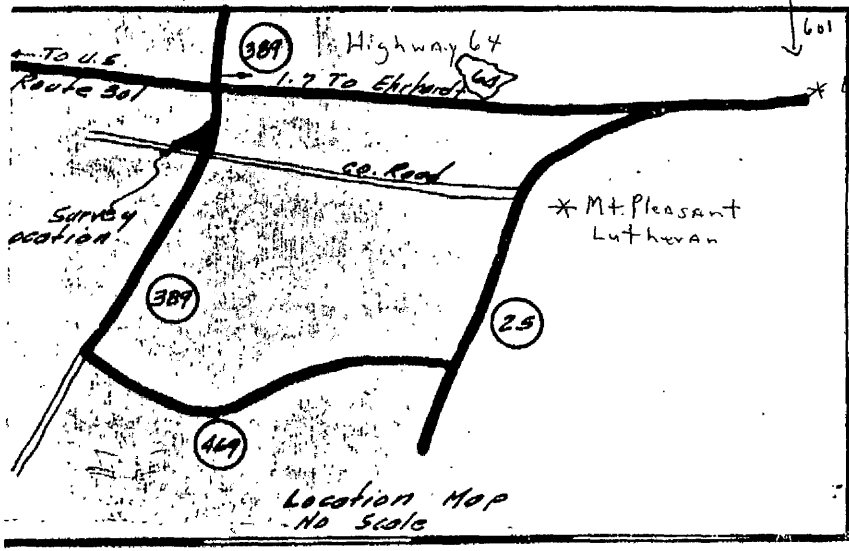 601
389
Highway 64
← To U.S.
Route 301
1.7 To Ehrhardt
64
*
Co. Road
Survey
ocation
* Mt. Pleasant
Lutheran
389
25
469
Location Map
No Scale